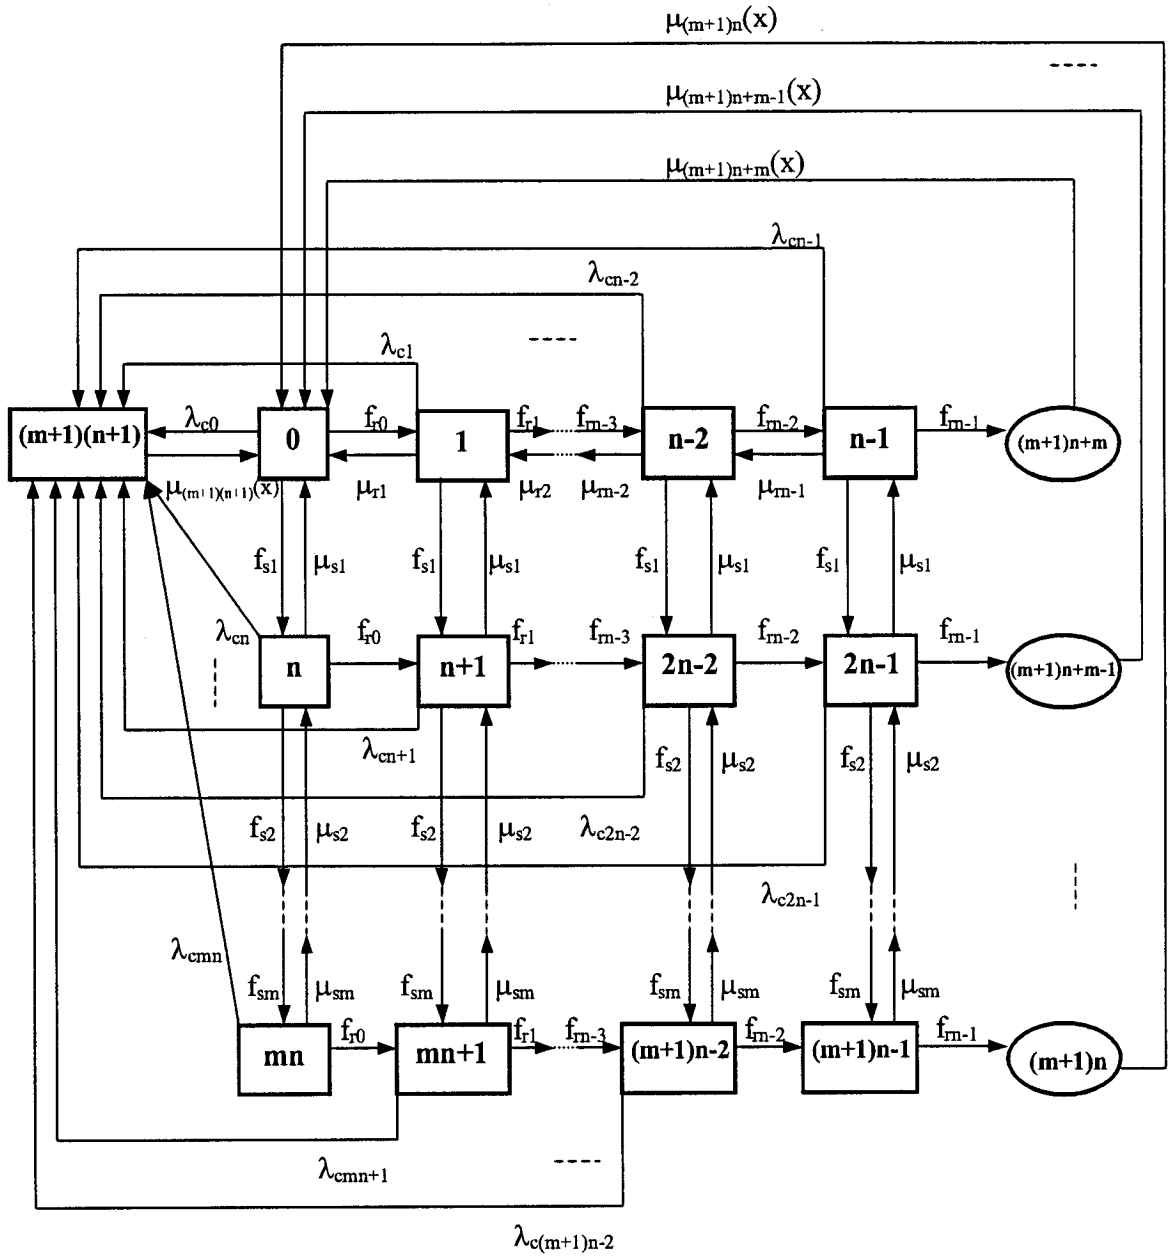 μ(m+1)n(x)
μ(m+1)n+m-1(x)
μ(m+1)n+m(x)
λcn-1
λcn-2
λc1
(m+1)(n+1) λc0 0 fr0 1 fr1 frn-3 n-2 frn-2 n-1 frn-1 (m+1)n+m
μ(m+1)(n+1)(x) μr1 μr2 μrn-2 μrn-1
fs1 μs1 fs1 μs1 fs1 μs1 fs1 μs1
λcn n fr0 n+1 fr1 frn-3 2n-2 frn-2 2n-1 frn-1 (m+1)n+m-1
λcn+1 fs2 μs2 fs2 μs2
fs2 μs2 fs2 μs2 λc2n-2
λc2n-1
λcmn
fsm μsm fsm μsm fsm μsm fsm μsm
mn fr0 mn+1 fr1 frn-3 (m+1)n-2 frn-2 (m+1)n-1 frn-1 (m+1)n
λcmn+1
λc(m+1)n-2